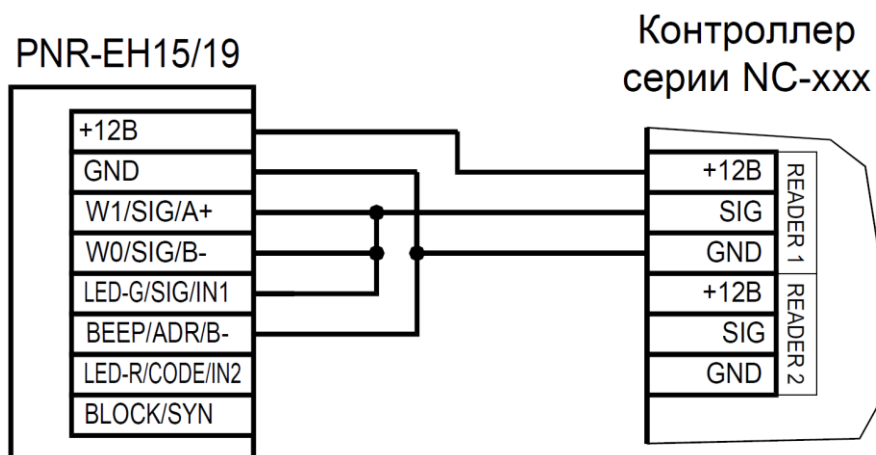 PNR-EH15/19
+12В
GND
W1/SIG/A+
W0/SIG/B-
LED-G/SIG/IN1
BEEP/ADR/B-
LED-R/CODE/IN2
BLOCK/SYN
Контроллер
серии NC-xxx
+12В
SIG
GND
READER 1
+12В
SIG
GND
READER 2